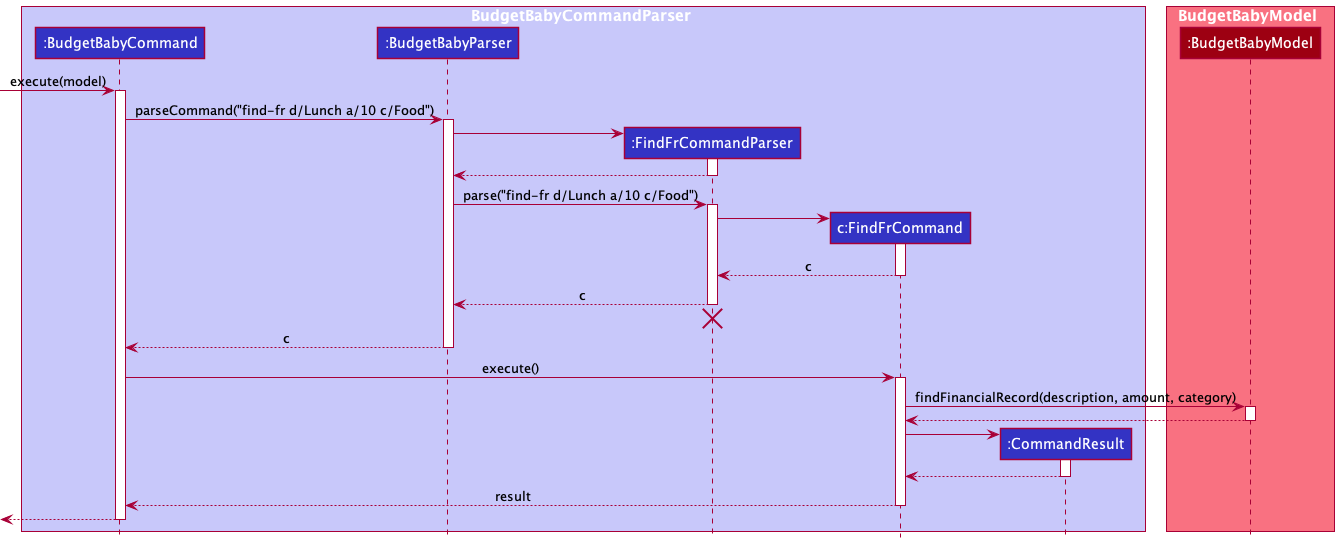 BudgetBabyCommandParser
BudgetBabyModel
:BudgetBabyCommand
:BudgetBabyParser
:BudgetBabyModel
execute(model)
parseCommand("find-fr d/Lunch a/10 c/Food")
:FindFrCommandParser
parse("find-fr d/Lunch a/10 c/Food")
c:FindFrCommand
c
c
c
execute()
findFinancialRecord(description, amount, category)
:CommandResult
result